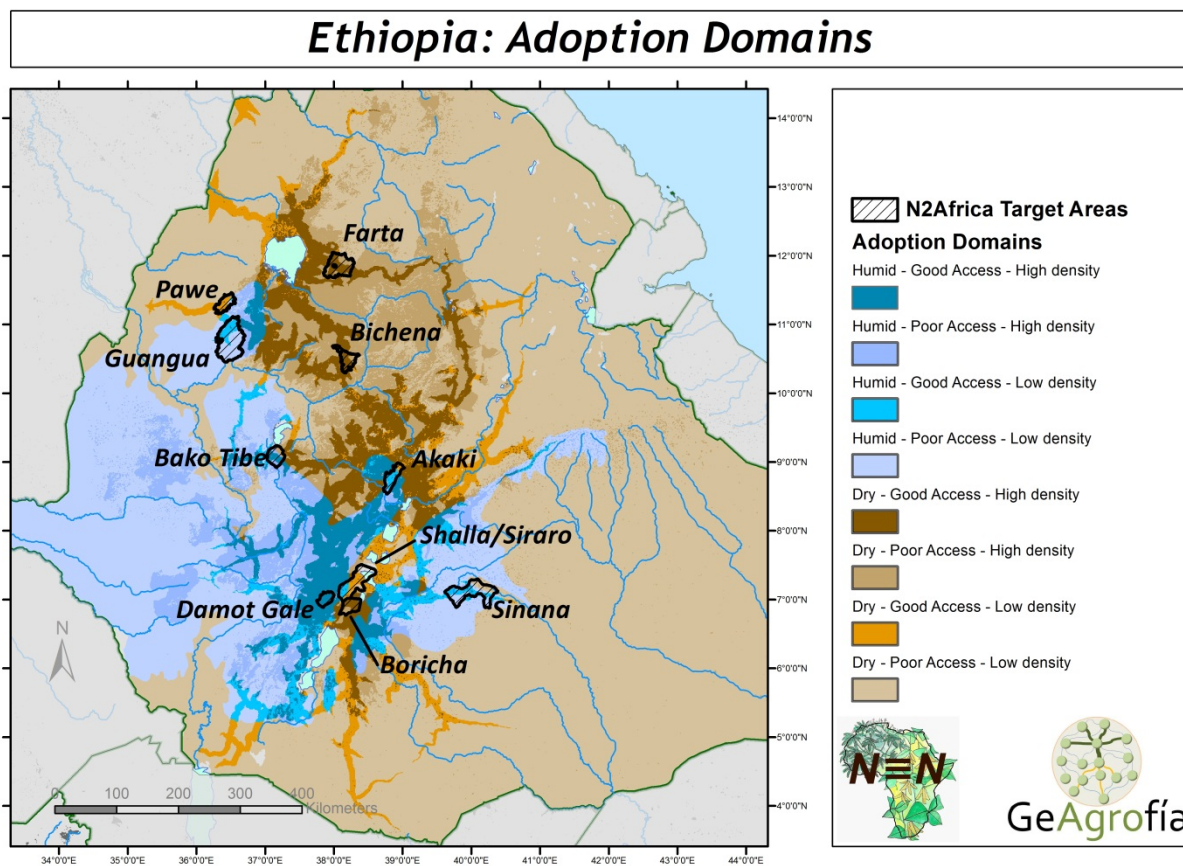 Ethiopia: Adoption Domains
14°0'0"N
13°0'0"N
12°0'0"N
11°0'0"N
10°0'0"N
9°0'0"N
8°0'0"N
7°0'0"N
6°0'0"N
5°0'0"N
4°0'0"N
Farta
Pawe
Bichena
Guangua
Bako Tibe
Akaki
Shalla/Siraro
Damot Gale
Sinana
Boricha
N
0 100 200 300 400
Kilometers
34°0'0"E 35°0'0"E 36°0'0"E 37°0'0"E 38°0'0"E 39°0'0"E 40°0'0"E 41°0'0"E 42°0'0"E 43°0'0"E 44°0'0"E
N2Africa Target Areas
Adoption Domains
Humid - Good Access - High density
Humid - Poor Access - High density
Humid - Good Access - Low density
Humid - Poor Access - Low density
Dry - Good Access - High density
Dry - Poor Access - High density
Dry - Good Access - Low density
Dry - Poor Access - Low density
N≡N
GeAgrofía